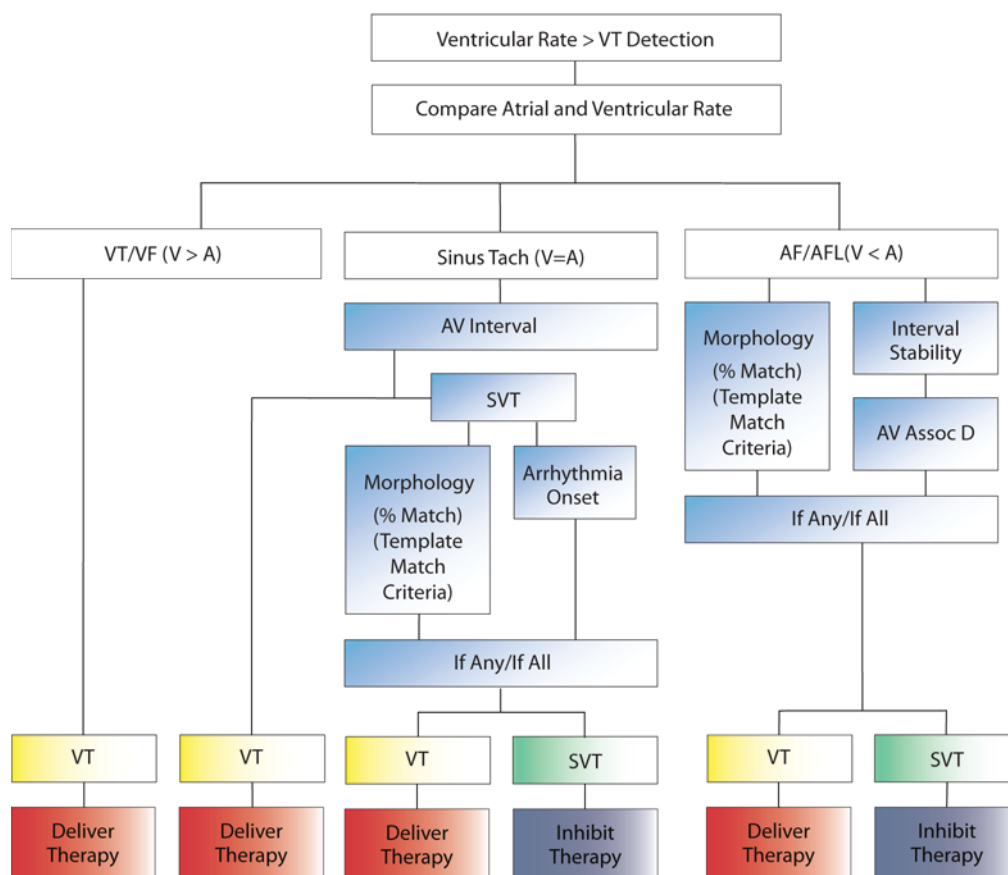 Ventricular Rate > VT Detection
Compare Atrial and Ventricular Rate
VT/VF (V > A)
Sinus Tach (V=A)
AF/AFL(V < A)
AV Interval
SVT
Morphology
(% Match)
(Template
Match
Criteria)
Arrhythmia
Onset
If Any/If All
Morphology
(% Match)
(Template
Match
Criteria)
Interval
Stability
AV Assoc D
If Any/If All
VT
VT
VT
SVT
VT
SVT
Deliver
Therapy
Deliver
Therapy
Deliver
Therapy
Inhibit
Therapy
Deliver
Therapy
Inhibit
Therapy